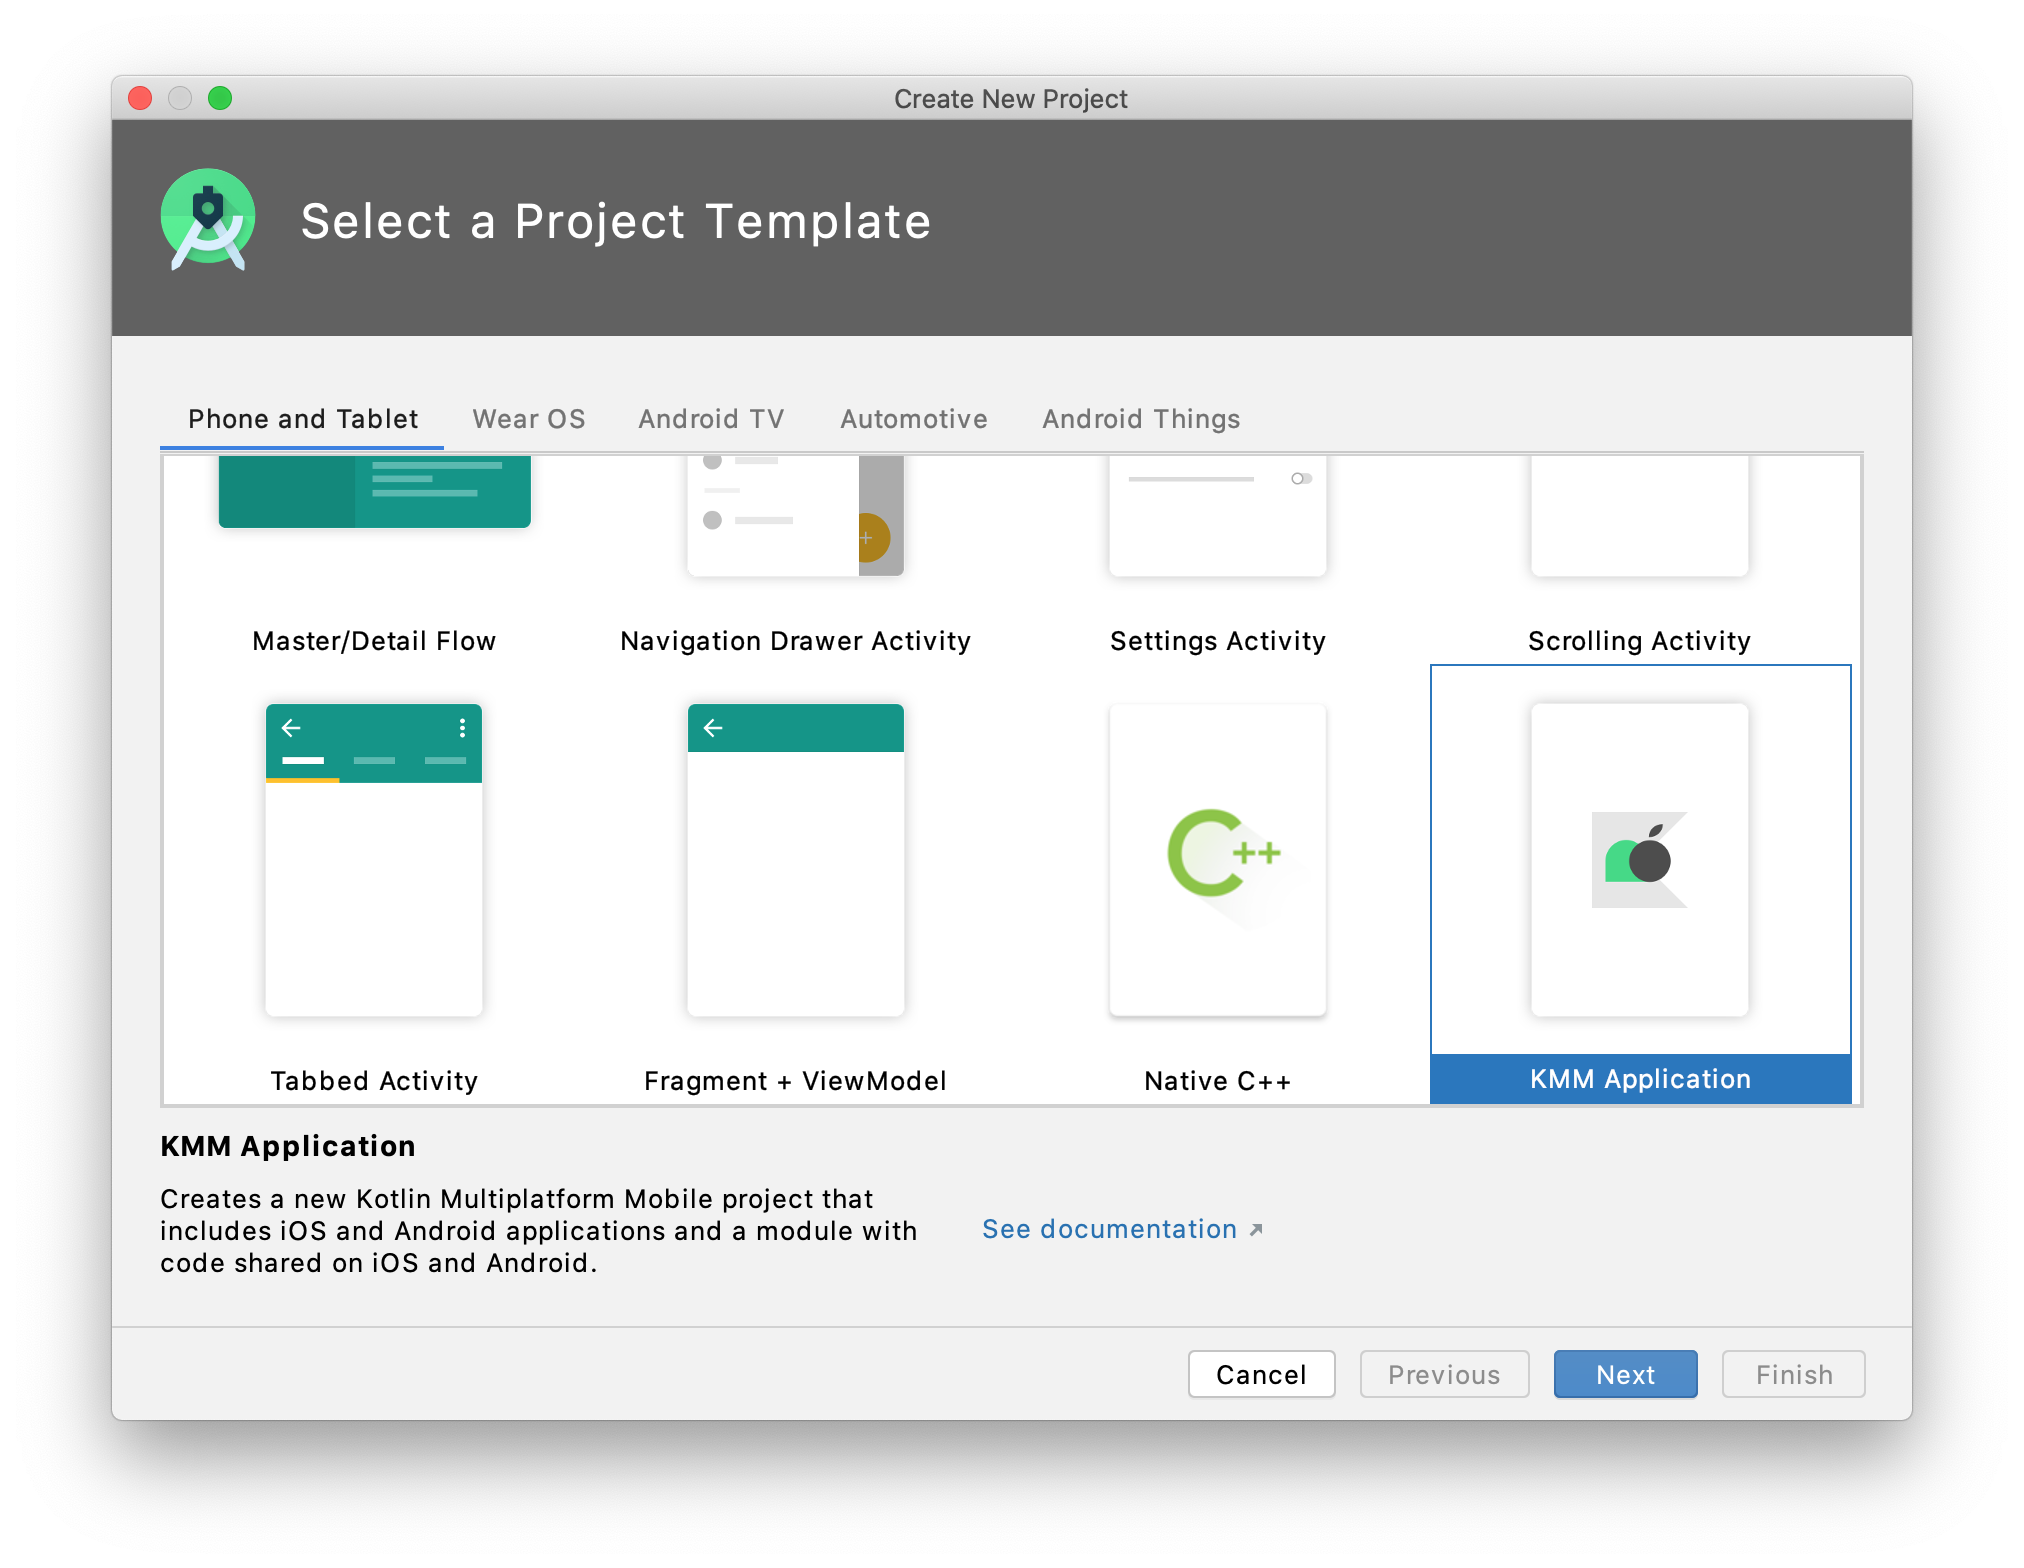 Create New Project
Select a Project Template
Phone and Tablet
Wear OS
Android TV
Automotive
Android Things
Master/Detail Flow
Navigation Drawer Activity
Settings Activity
Scrolling Activity
C++
Tabbed Activity
Fragment + ViewModel
Native C++
KMM Application
KMM Application
Creates a new Kotlin Multiplatform Mobile project that
includes iOS and Android applications and a module with
code shared on iOS and Android.
See documentation
Cancel
Previous
Next
Finish